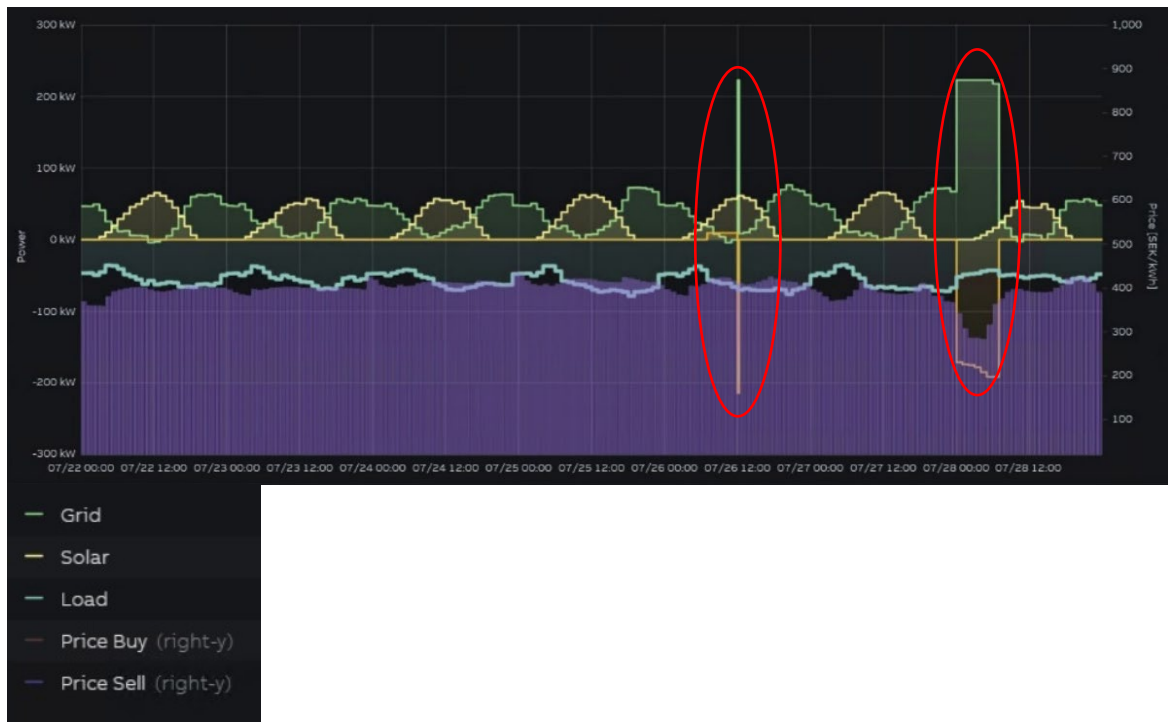 300 kW
200 kW
100 kW
0 kW
-100 kW
-200 kW
-300 kW
Power
1,000
900
800
700
600
500
400
300
200
100
Price [SEK/kWh]
07/22 00:00 07/22 12:00 07/23 00:00 07/23 12:00 07/24 00:00 07/24 12:00 07/25 00:00 07/25 12:00 07/26 00:00 07/26 12:00 07/27 00:00 07/27 12:00 07/28 00:00 07/28 12:00
Grid
Solar
Load
Price Buy (right-y)
Price Sell (right-y)